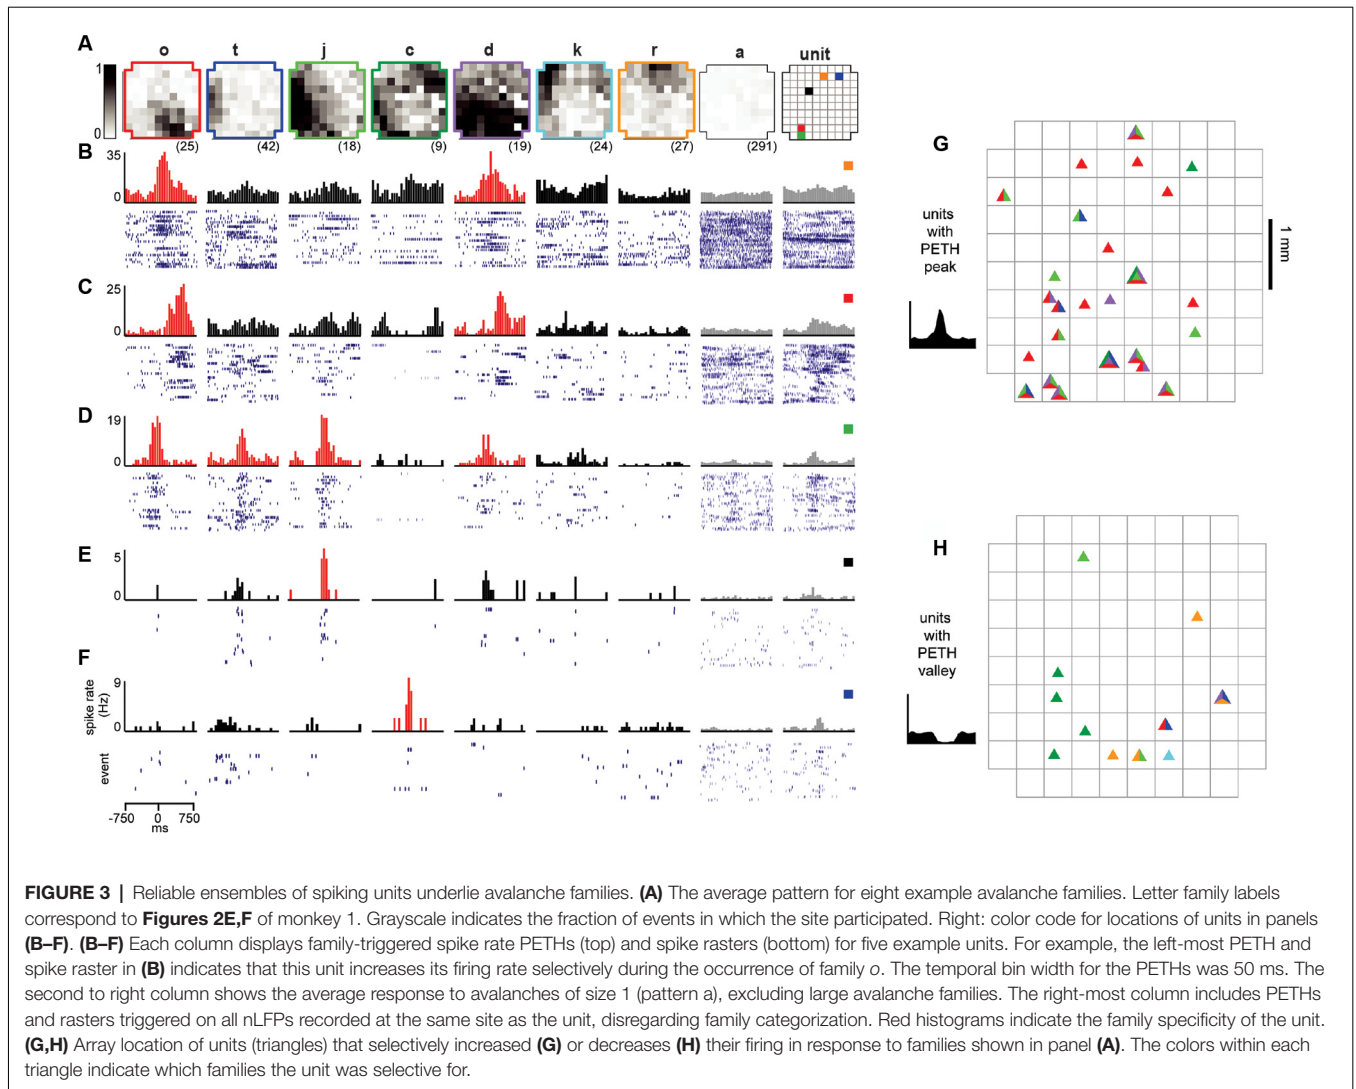 A
o t j c d k r a unit
1
0
(25) (42) (18) (9) (19) (24) (27) (291)
B
35
0
C
25
0
D
19
0
E
5
0
F
9
0
spike rate
(Hz)
event
-750 0 750
ms
G
units
with
PETH
peak
1 mm
H
units
with
PETH
valley
FIGURE 3 | Reliable ensembles of spiking units underlie avalanche families. (A) The average pattern for eight example avalanche families. Letter family labels
correspond to Figures 2E,F of monkey 1. Grayscale indicates the fraction of events in which the site participated. Right: color code for locations of units in panels
(B–F). (B–F) Each column displays family-triggered spike rate PETHs (top) and spike rasters (bottom) for five example units. For example, the left-most PETH and
spike raster in (B) indicates that this unit increases its firing rate selectively during the occurrence of family o. The temporal bin width for the PETHs was 50 ms. The
second to right column shows the average response to avalanches of size 1 (pattern a), excluding large avalanche families. The right-most column includes PETHs
and rasters triggered on all nLFPs recorded at the same site as the unit, disregarding family categorization. Red histograms indicate the family specificity of the unit.
(G,H) Array location of units (triangles) that selectively increased (G) or decreases (H) their firing in response to families shown in panel (A). The colors within each
triangle indicate which families the unit was selective for.